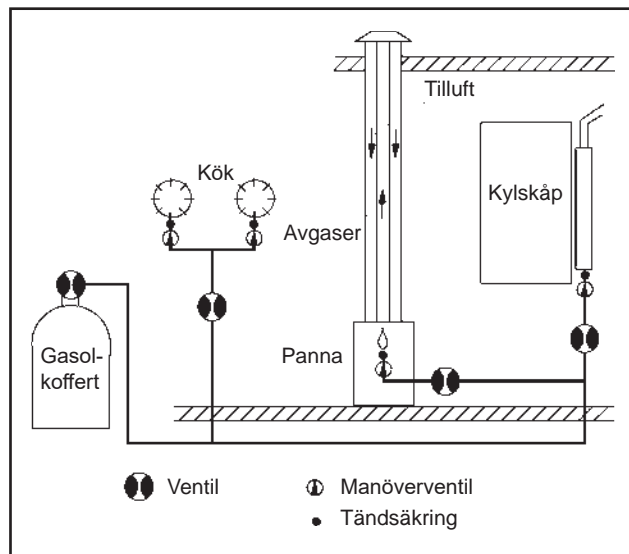 Tilluft
Kök
Kylskåp
Avgaser
Panna
Gasol-
koffert
Ventil
Manöverventil
Tändsäkring